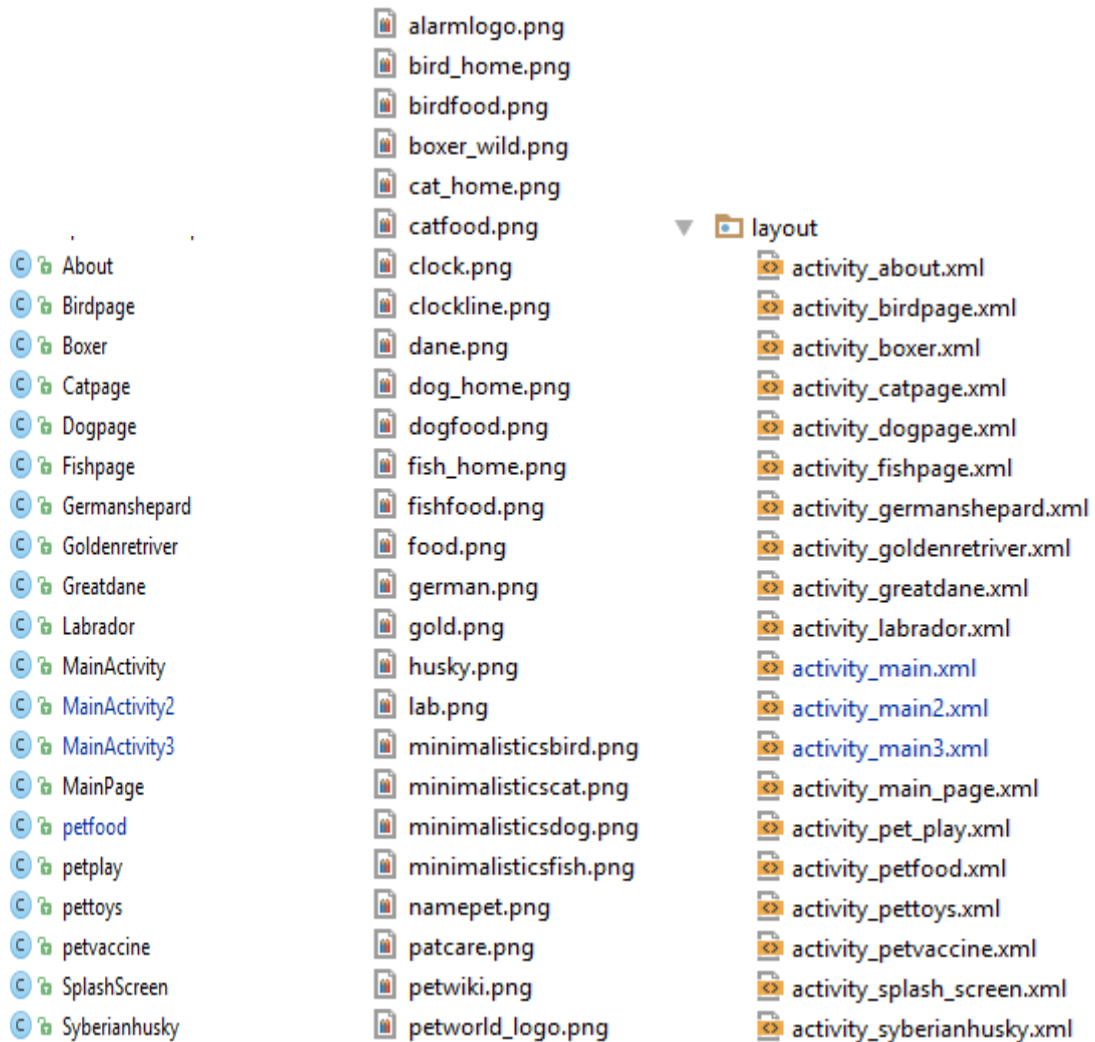 About
Birdpage
Boxer
Catpage
Dogpage
Fishpage
Germanshepard
Goldenretriver
Greatdane
Labrador
MainActivity
MainActivity2
MainActivity3
MainPage
petfood
petplay
pettoys
petvaccine
SplashScreen
Syberianhusky
alarmlogo.png
bird_home.png
birdfood.png
boxer_wild.png
cat_home.png
catfood.png
clock.png
clockline.png
dane.png
dog_home.png
dogfood.png
fish_home.png
fishfood.png
food.png
german.png
gold.png
husky.png
lab.png
minimalisticsbird.png
minimalisticscat.png
minimalisticsdog.png
minimalisticsfish.png
namepet.png
patcare.png
petwiki.png
petworld_logo.png
layout
activity_about.xml
activity_birdpage.xml
activity_boxer.xml
activity_catpage.xml
activity_dogpage.xml
activity_fishpage.xml
activity_germanshepard.xml
activity_goldenretriver.xml
activity_greatdane.xml
activity_labrador.xml
activity_main.xml
activity_main2.xml
activity_main3.xml
activity_main_page.xml
activity_pet_play.xml
activity_petfood.xml
activity_pettoys.xml
activity_petvaccine.xml
activity_splash_screen.xml
activity_syberianhusky.xml